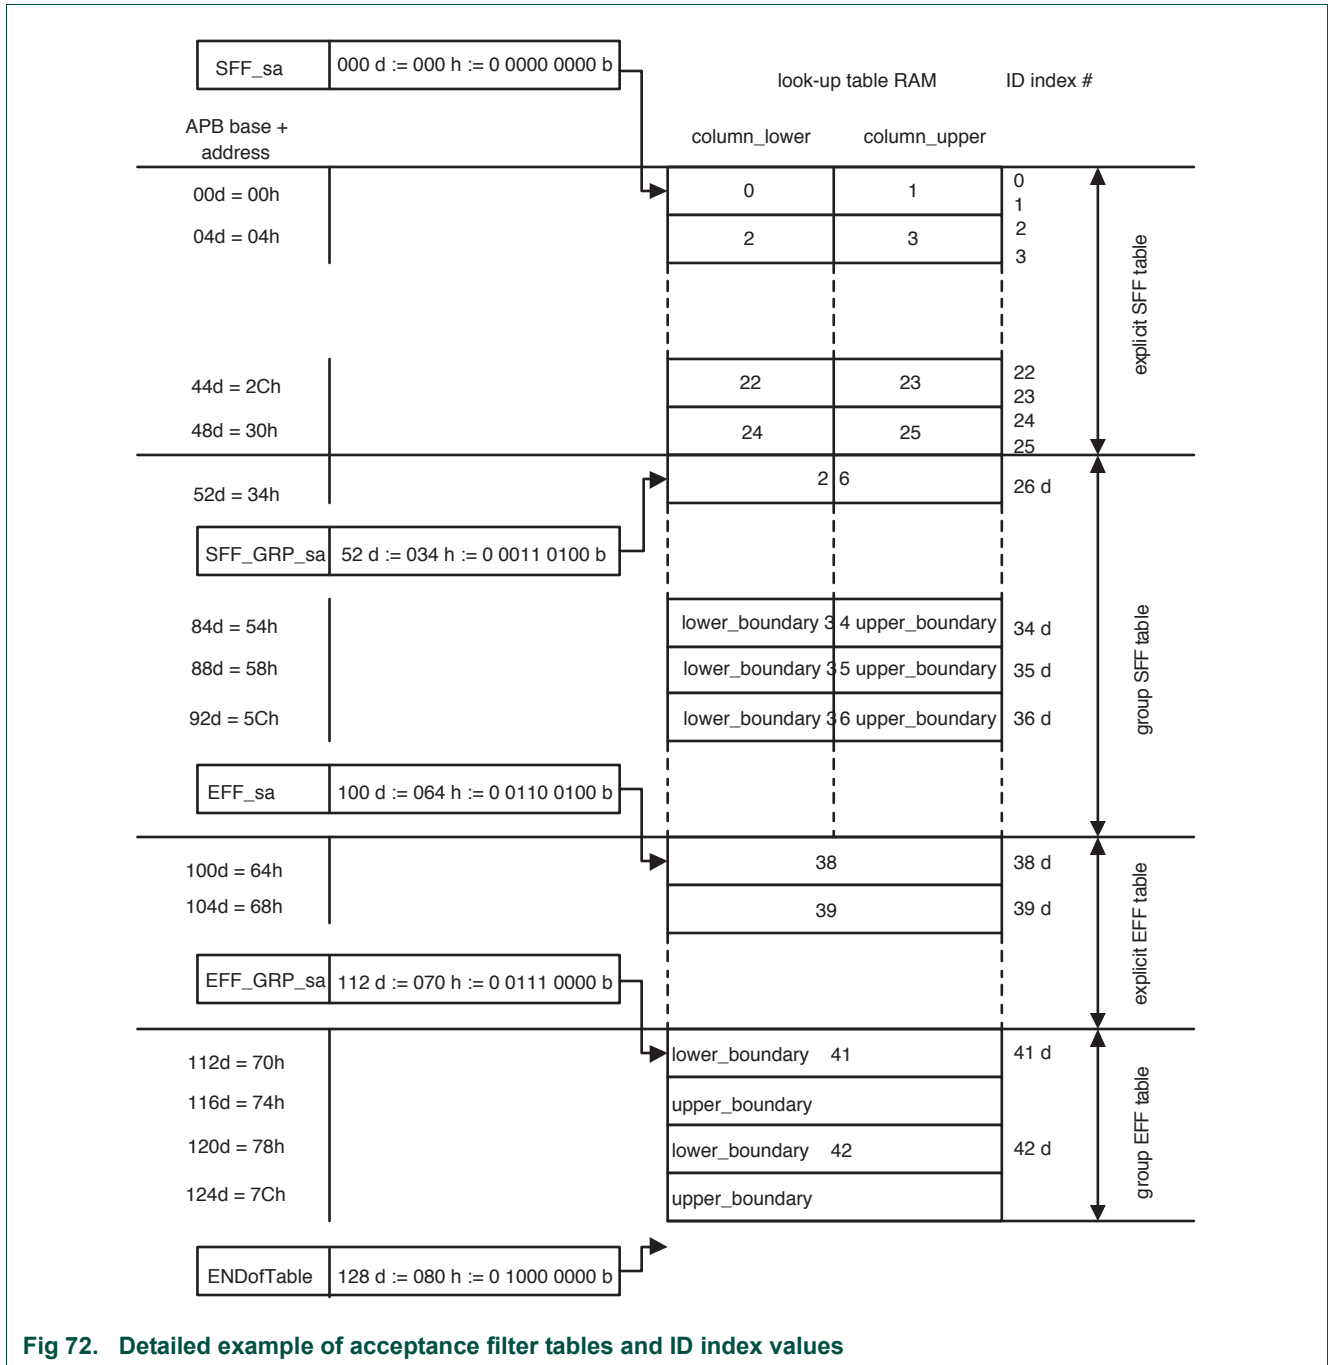 SFF_sa 000 d := 000 h := 0 0000 0000 b
look-up table RAM ID index #
APB base +
address
column_lower column_upper
00d = 00h 0 1 0
1
04d = 04h 2 3 2
3
explicit SFF table
44d = 2Ch 22 23 22
23
48d = 30h 24 25 24
25
52d = 34h 2 6 26 d
SFF_GRP_sa 52 d := 034 h := 0 0011 0100 b
84d = 54h lower_boundary 3 4 upper_boundary 34 d
88d = 58h lower_boundary 3 5 upper_boundary 35 d
92d = 5Ch lower_boundary 3 6 upper_boundary 36 d
group SFF table
EFF_sa 100 d := 064 h := 0 0110 0100 b
100d = 64h 38 38 d
104d = 68h 39 39 d
explicit EFF table
EFF_GRP_sa 112 d := 070 h := 0 0111 0000 b
112d = 70h lower_boundary 41 41 d
116d = 74h upper_boundary
120d = 78h lower_boundary 42 42 d
124d = 7Ch upper_boundary
group EFF table
ENDofTable 128 d := 080 h := 0 1000 0000 b
Fig 72. Detailed example of acceptance filter tables and ID index values